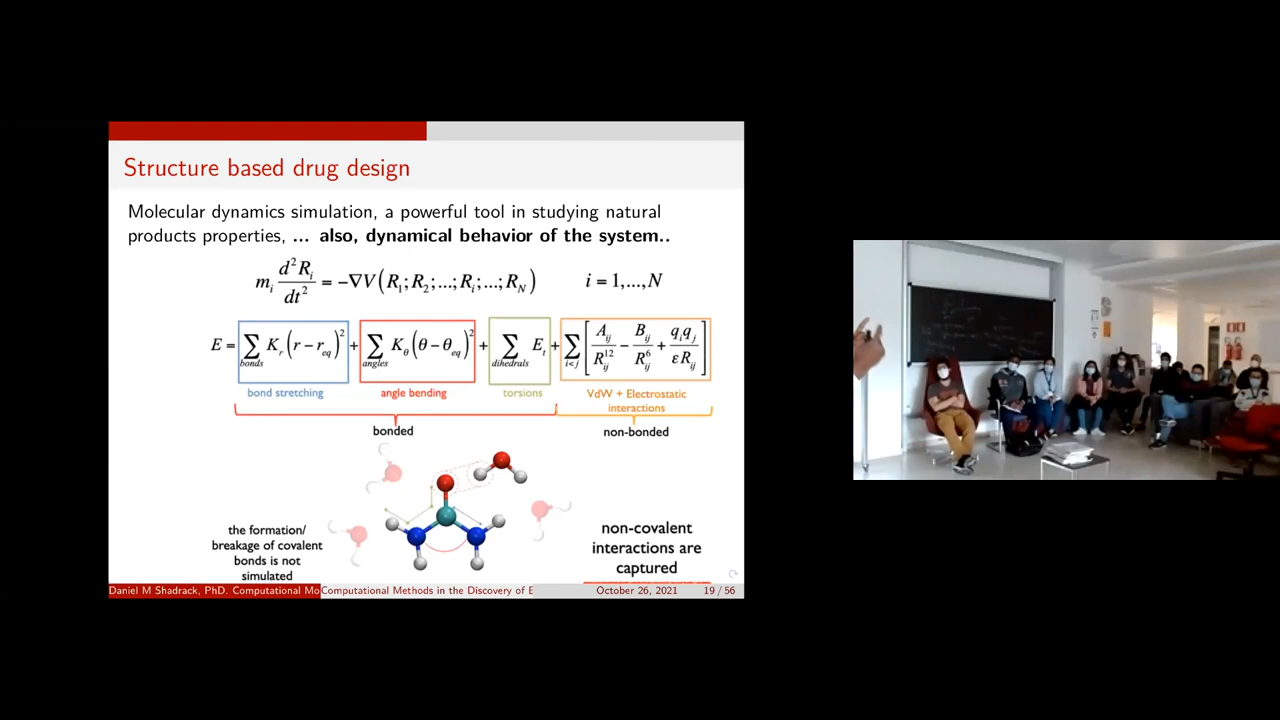 Structure based drug design
Molecular dynamics simulation, a powerful tool in studying natural
products properties, ... also, dynamical behavior of the system..
m_i d²R_i/dt² = −∇V(R_1; R_2; ...; R_i; ...; R_N)   i = 1,...,N
E = ∑_bonds K_r(r − r_eq)² + ∑_angles K_θ(θ − θ_eq)² + ∑_dihedrals E_t + ∑_i<j [A_ij/R_ij^12 − B_ij/R_ij^6 + q_i q_j/εR_ij]
bond stretching
angle bending
torsions
VdW + Electrostatic
interactions
bonded
non-bonded
the formation/
breakage of covalent
bonds is not
simulated
non-covalent
interactions are
captured
Daniel M Shadrack, PhD. Computational Mo Computational Methods in the Discovery of E October 26, 2021 19 / 56